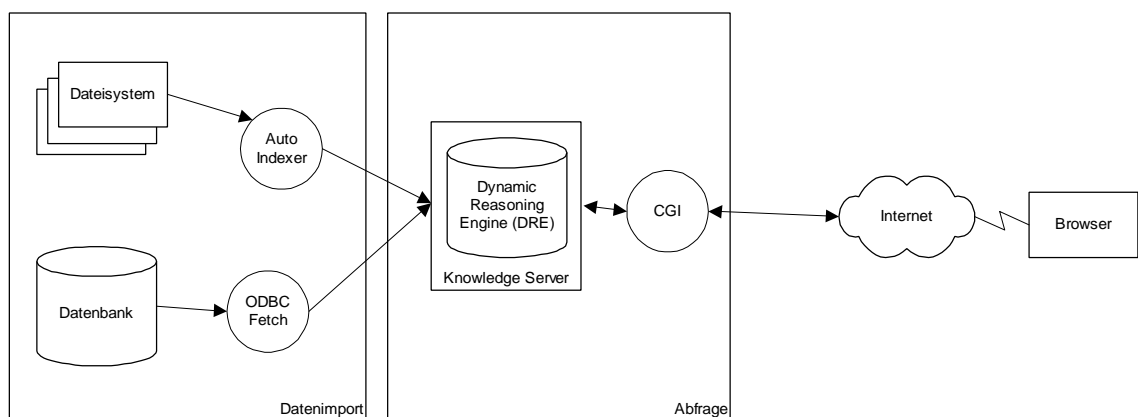 Dateisystem
Auto
Indexer
Datenbank
ODBC
Fetch
Datenimport
Dynamic
Reasoning
Engine (DRE)
Knowledge Server
CGI
Abfrage
Internet
Browser